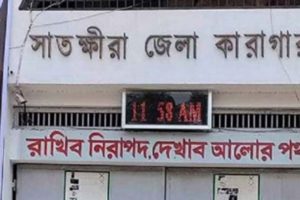 সাতক্ষীরা জেলা কারাগার
11 58 AM
রাখিব নিরাপদ,দেখাব আলোর পথ